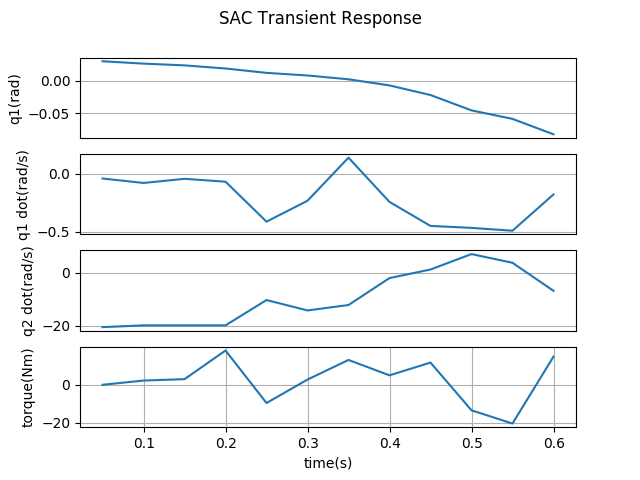 SAC Transient Response
q1(rad)
0.00
−0.05
q1 dot(rad/s)
0.0
−0.5
q2 dot(rad/s)
0
−20
torque(Nm)
0
−20
0.1 0.2 0.3 0.4 0.5 0.6
time(s)